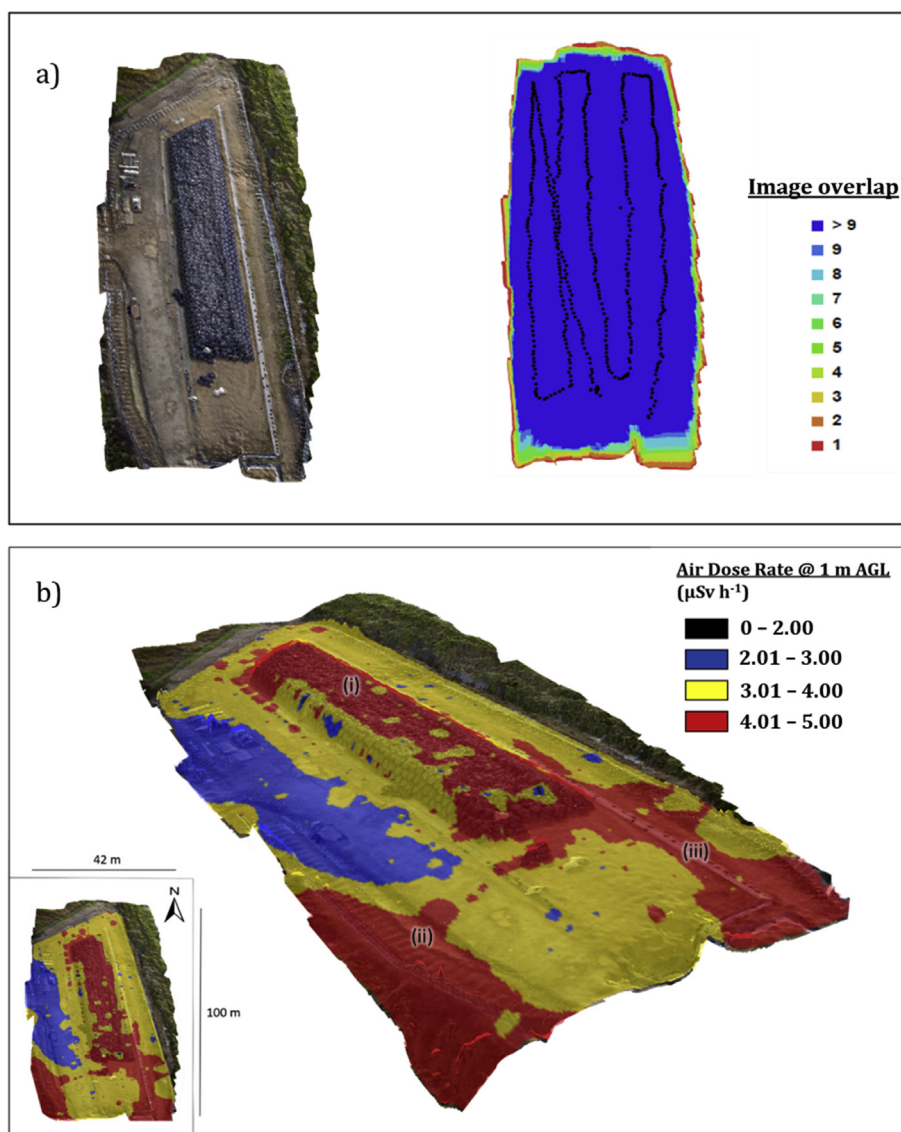 a)
Image overlap
> 9
9
8
7
6
5
4
3
2
1
b)
Air Dose Rate @ 1 m AGL
(µSv h⁻¹)
0 – 2.00
2.01 – 3.00
3.01 – 4.00
4.01 – 5.00
(i)
(ii)
(iii)
42 m
N
100 m